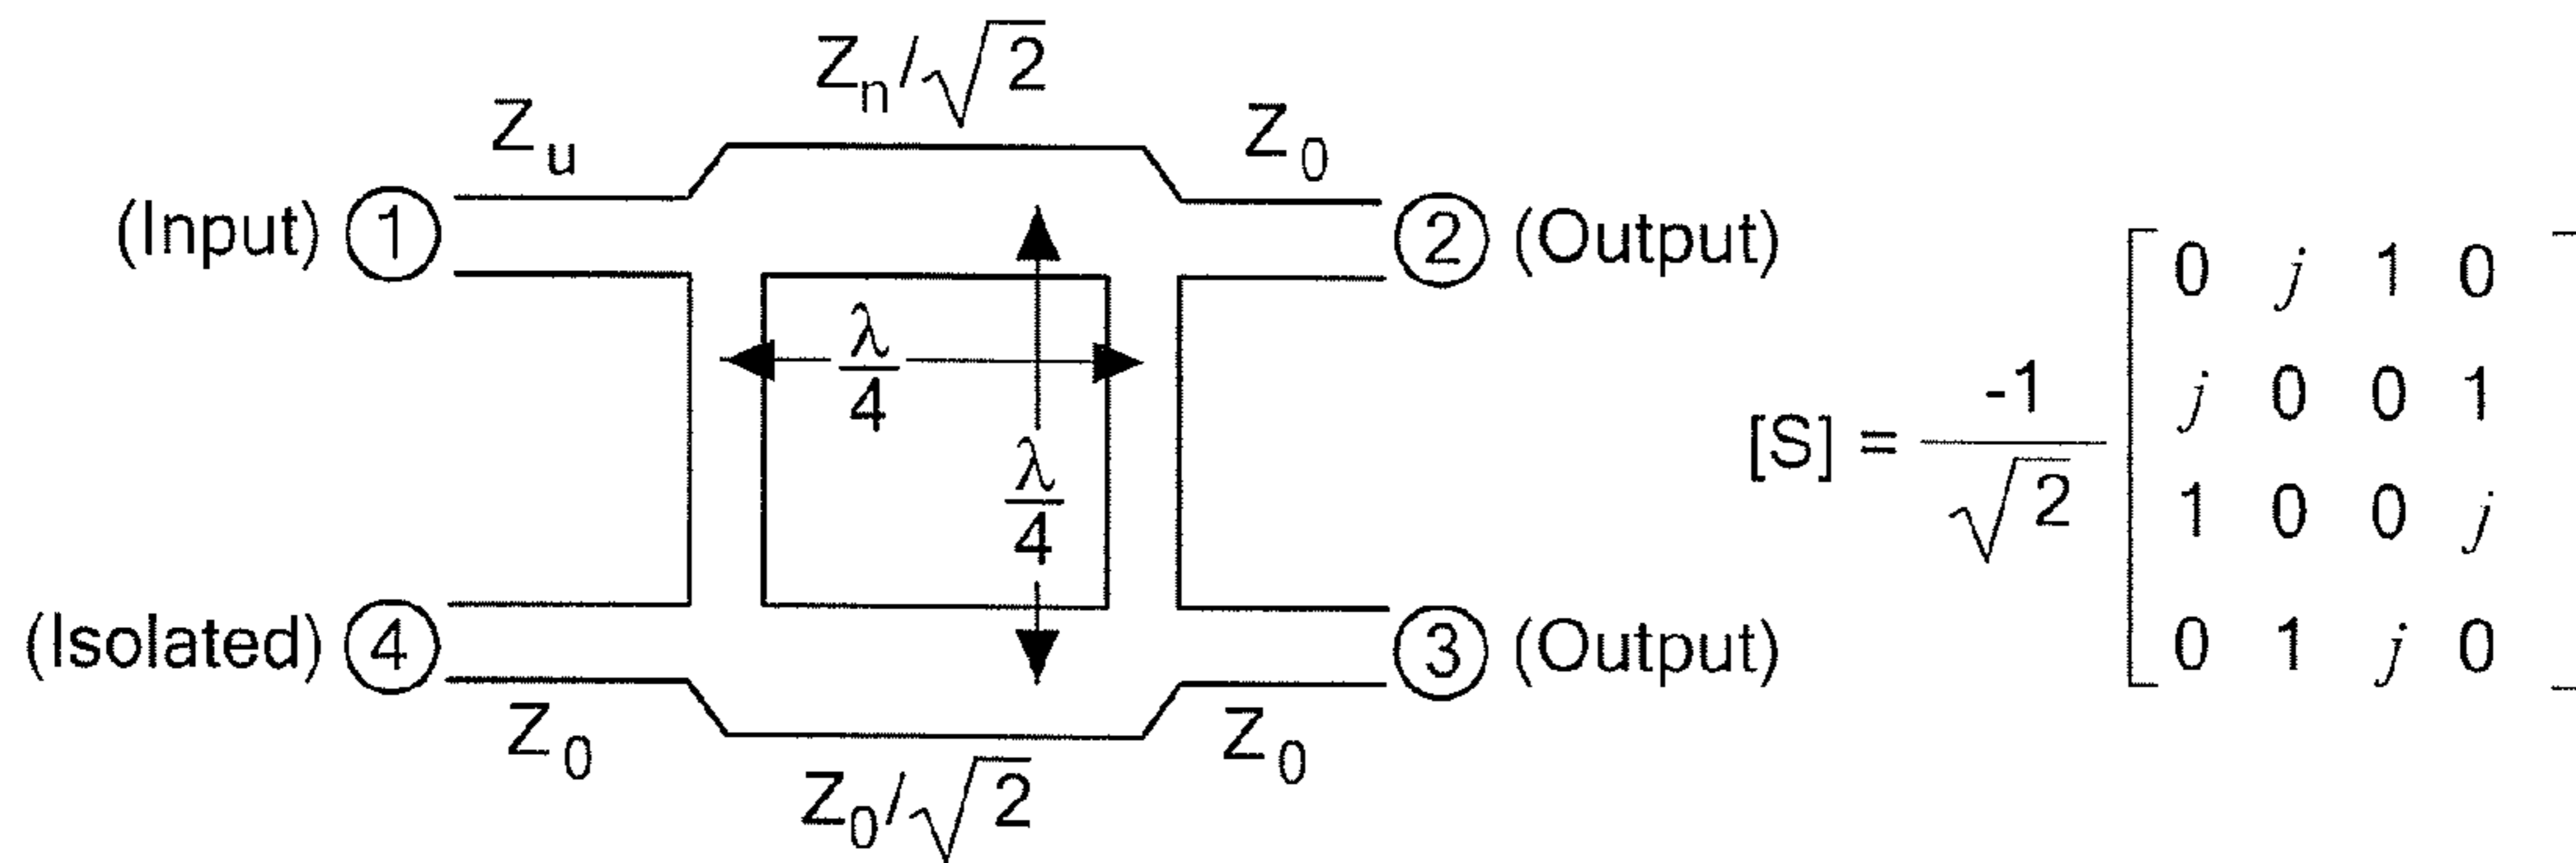 Zn/√2
Zu
Z0
(Input) 1
2 (Output)
λ/4
λ/4
[S] = -1/√2
0 j 1 0
j 0 0 1
1 0 0 j
0 1 j 0
(Isolated) 4
3 (Output)
Z0
Z0
Z0/√2